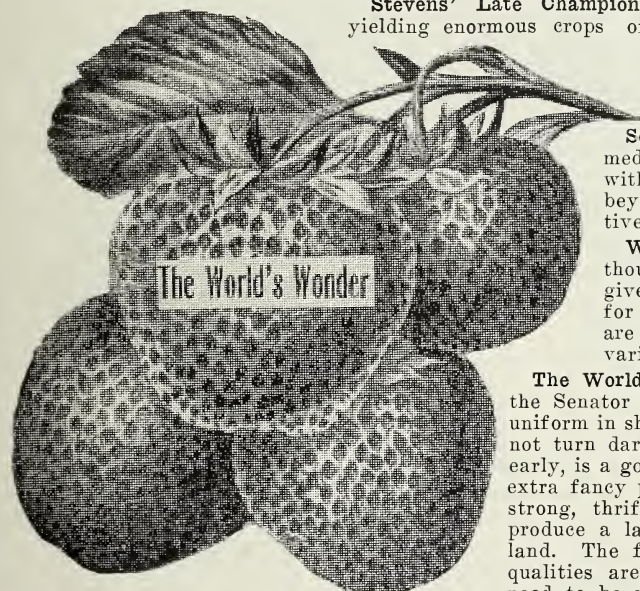 Stevens' Late Champion
yielding enormous crops
The World's Wonder
med
with
bey
tive
thou
give
for
are
vari
The World
the Senator
uniform in sh
not turn dar
early, is a go
extra fancy
strong, thrif
produce a la
land. The f
qualities are